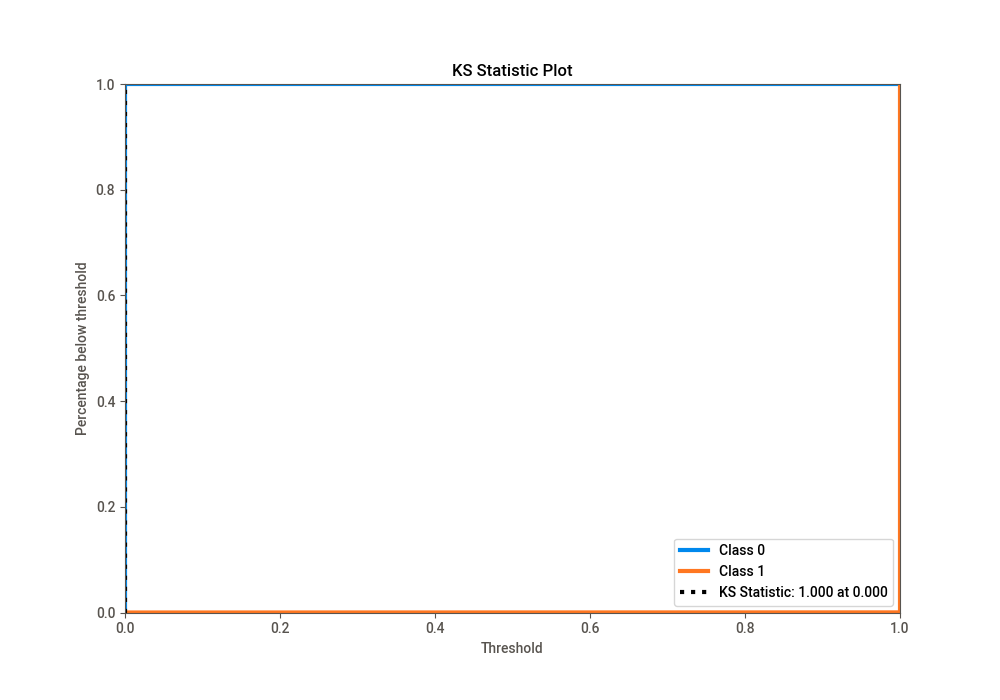 KS Statistic Plot
1.0
0.8
0.6
0.4
0.2
0.0
Percentage below threshold
0.0 0.2 0.4 0.6 0.8 1.0
Threshold
Class 0
Class 1
KS Statistic: 1.000 at 0.000